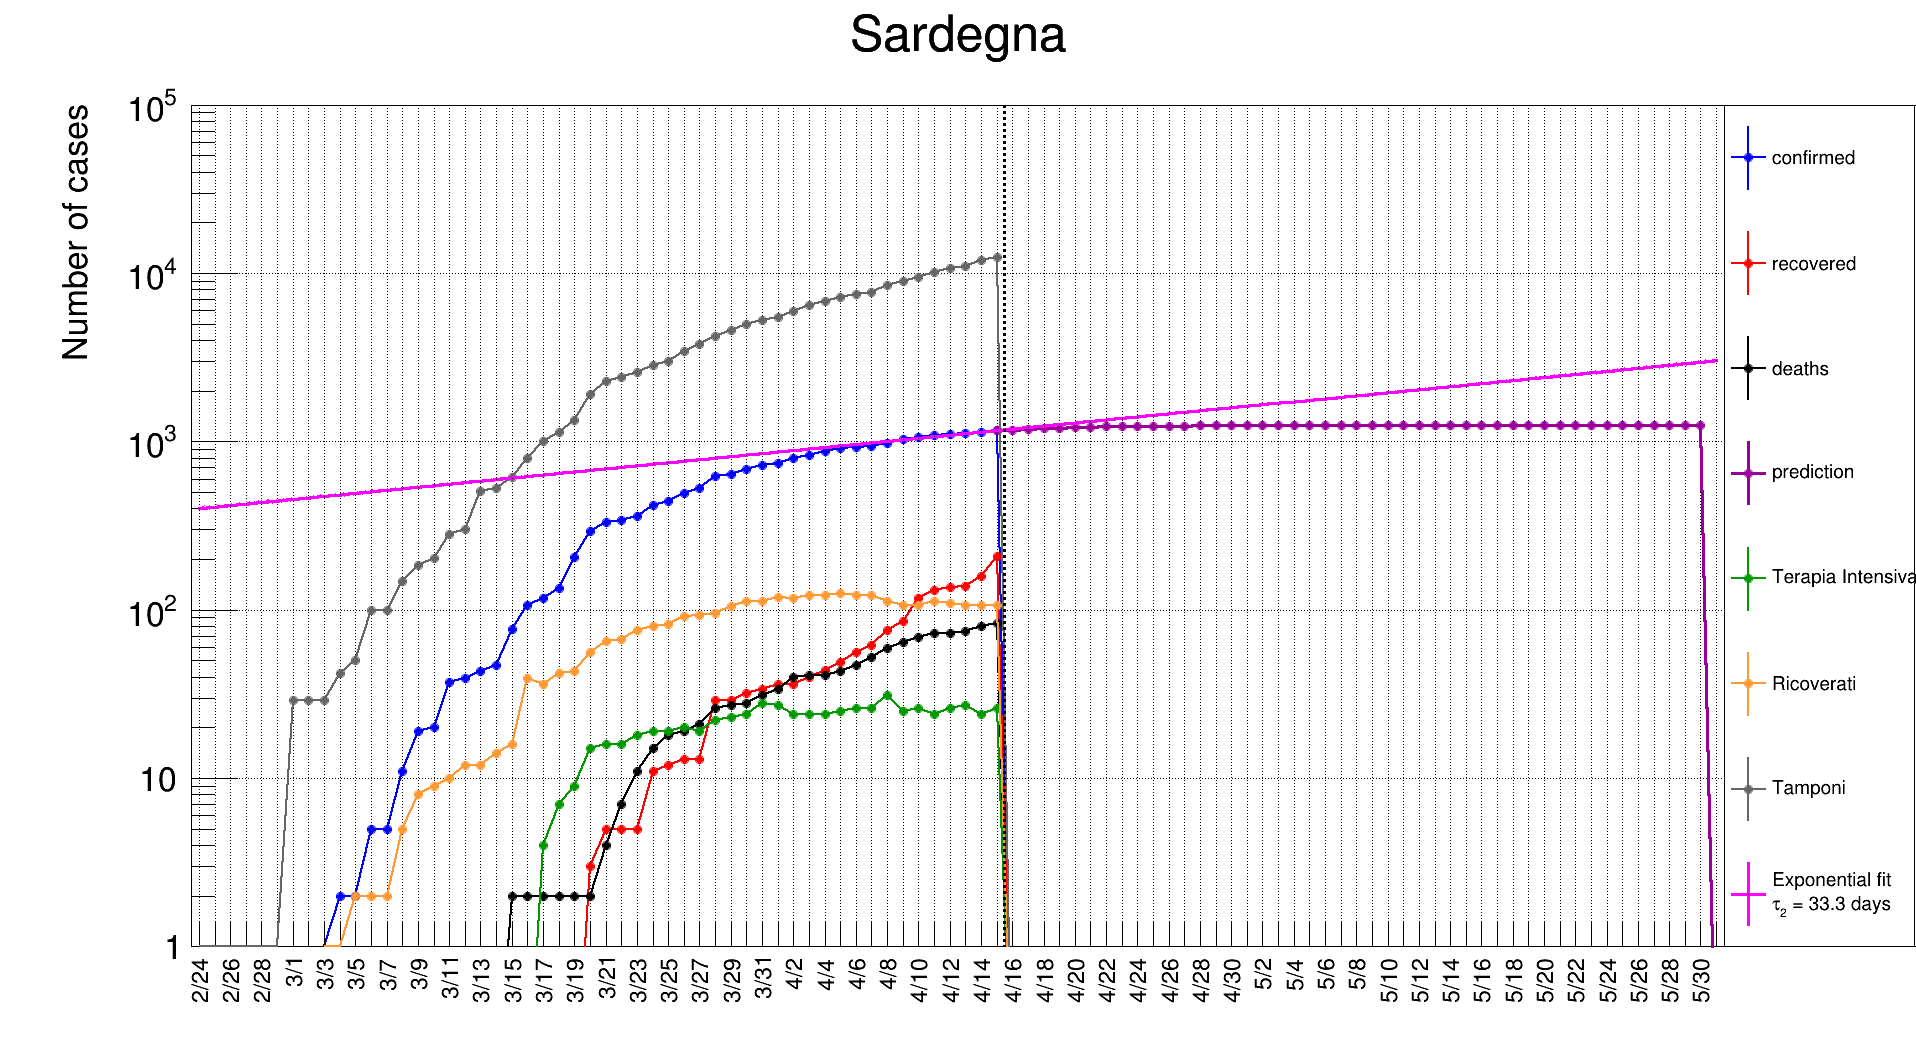 Sardegna
Number of cases
10^5
10^4
10^3
10^2
10
1
2/24 2/26 2/28 3/1 3/3 3/5 3/7 3/9 3/11 3/13 3/15 3/17 3/19 3/21 3/23 3/25 3/27 3/29 3/31 4/2 4/4 4/6 4/8 4/10 4/12 4/14 4/16 4/18 4/20 4/22 4/24 4/26 4/28 4/30 5/2 5/4 5/6 5/8 5/10 5/12 5/14 5/16 5/18 5/20 5/22 5/24 5/26 5/28 5/30
confirmed
recovered
deaths
prediction
Terapia Intensiva
Ricoverati
Tamponi
Exponential fit
τ₂ = 33.3 days